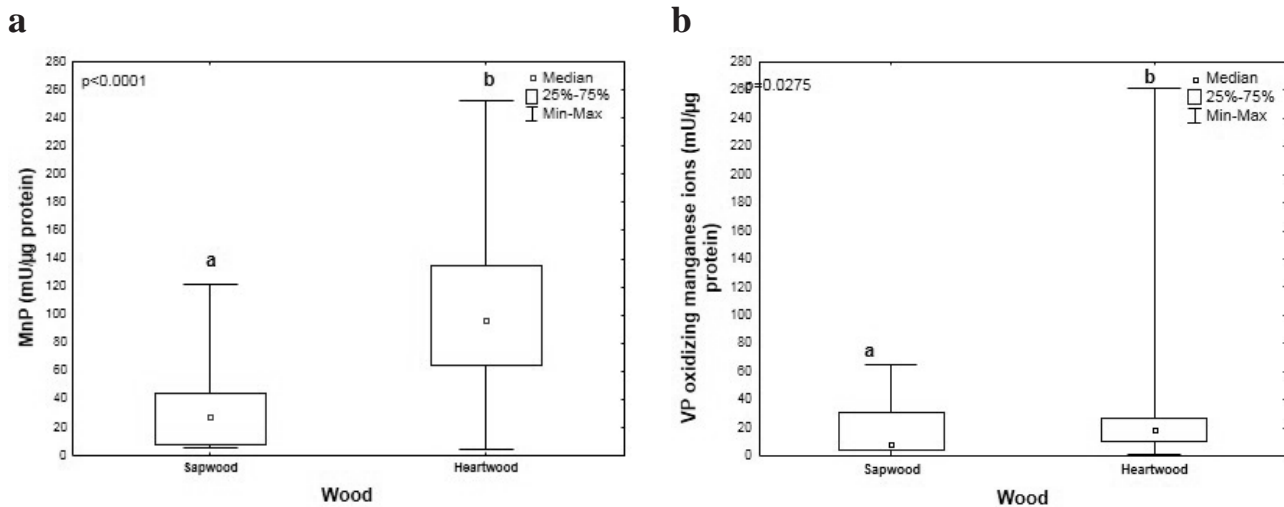 a
p<0.0001
b
Median
25%-75%
Min-Max
a
MnP (mU/µg protein)
280
260
240
220
200
180
160
140
120
100
80
60
40
20
0
Sapwood
Heartwood
Wood
b
p=0.0275
b
Median
25%-75%
Min-Max
a
VP oxidizing manganese ions (mU/µg
protein)
280
260
240
220
200
180
160
140
120
100
80
60
40
20
0
Sapwood
Heartwood
Wood